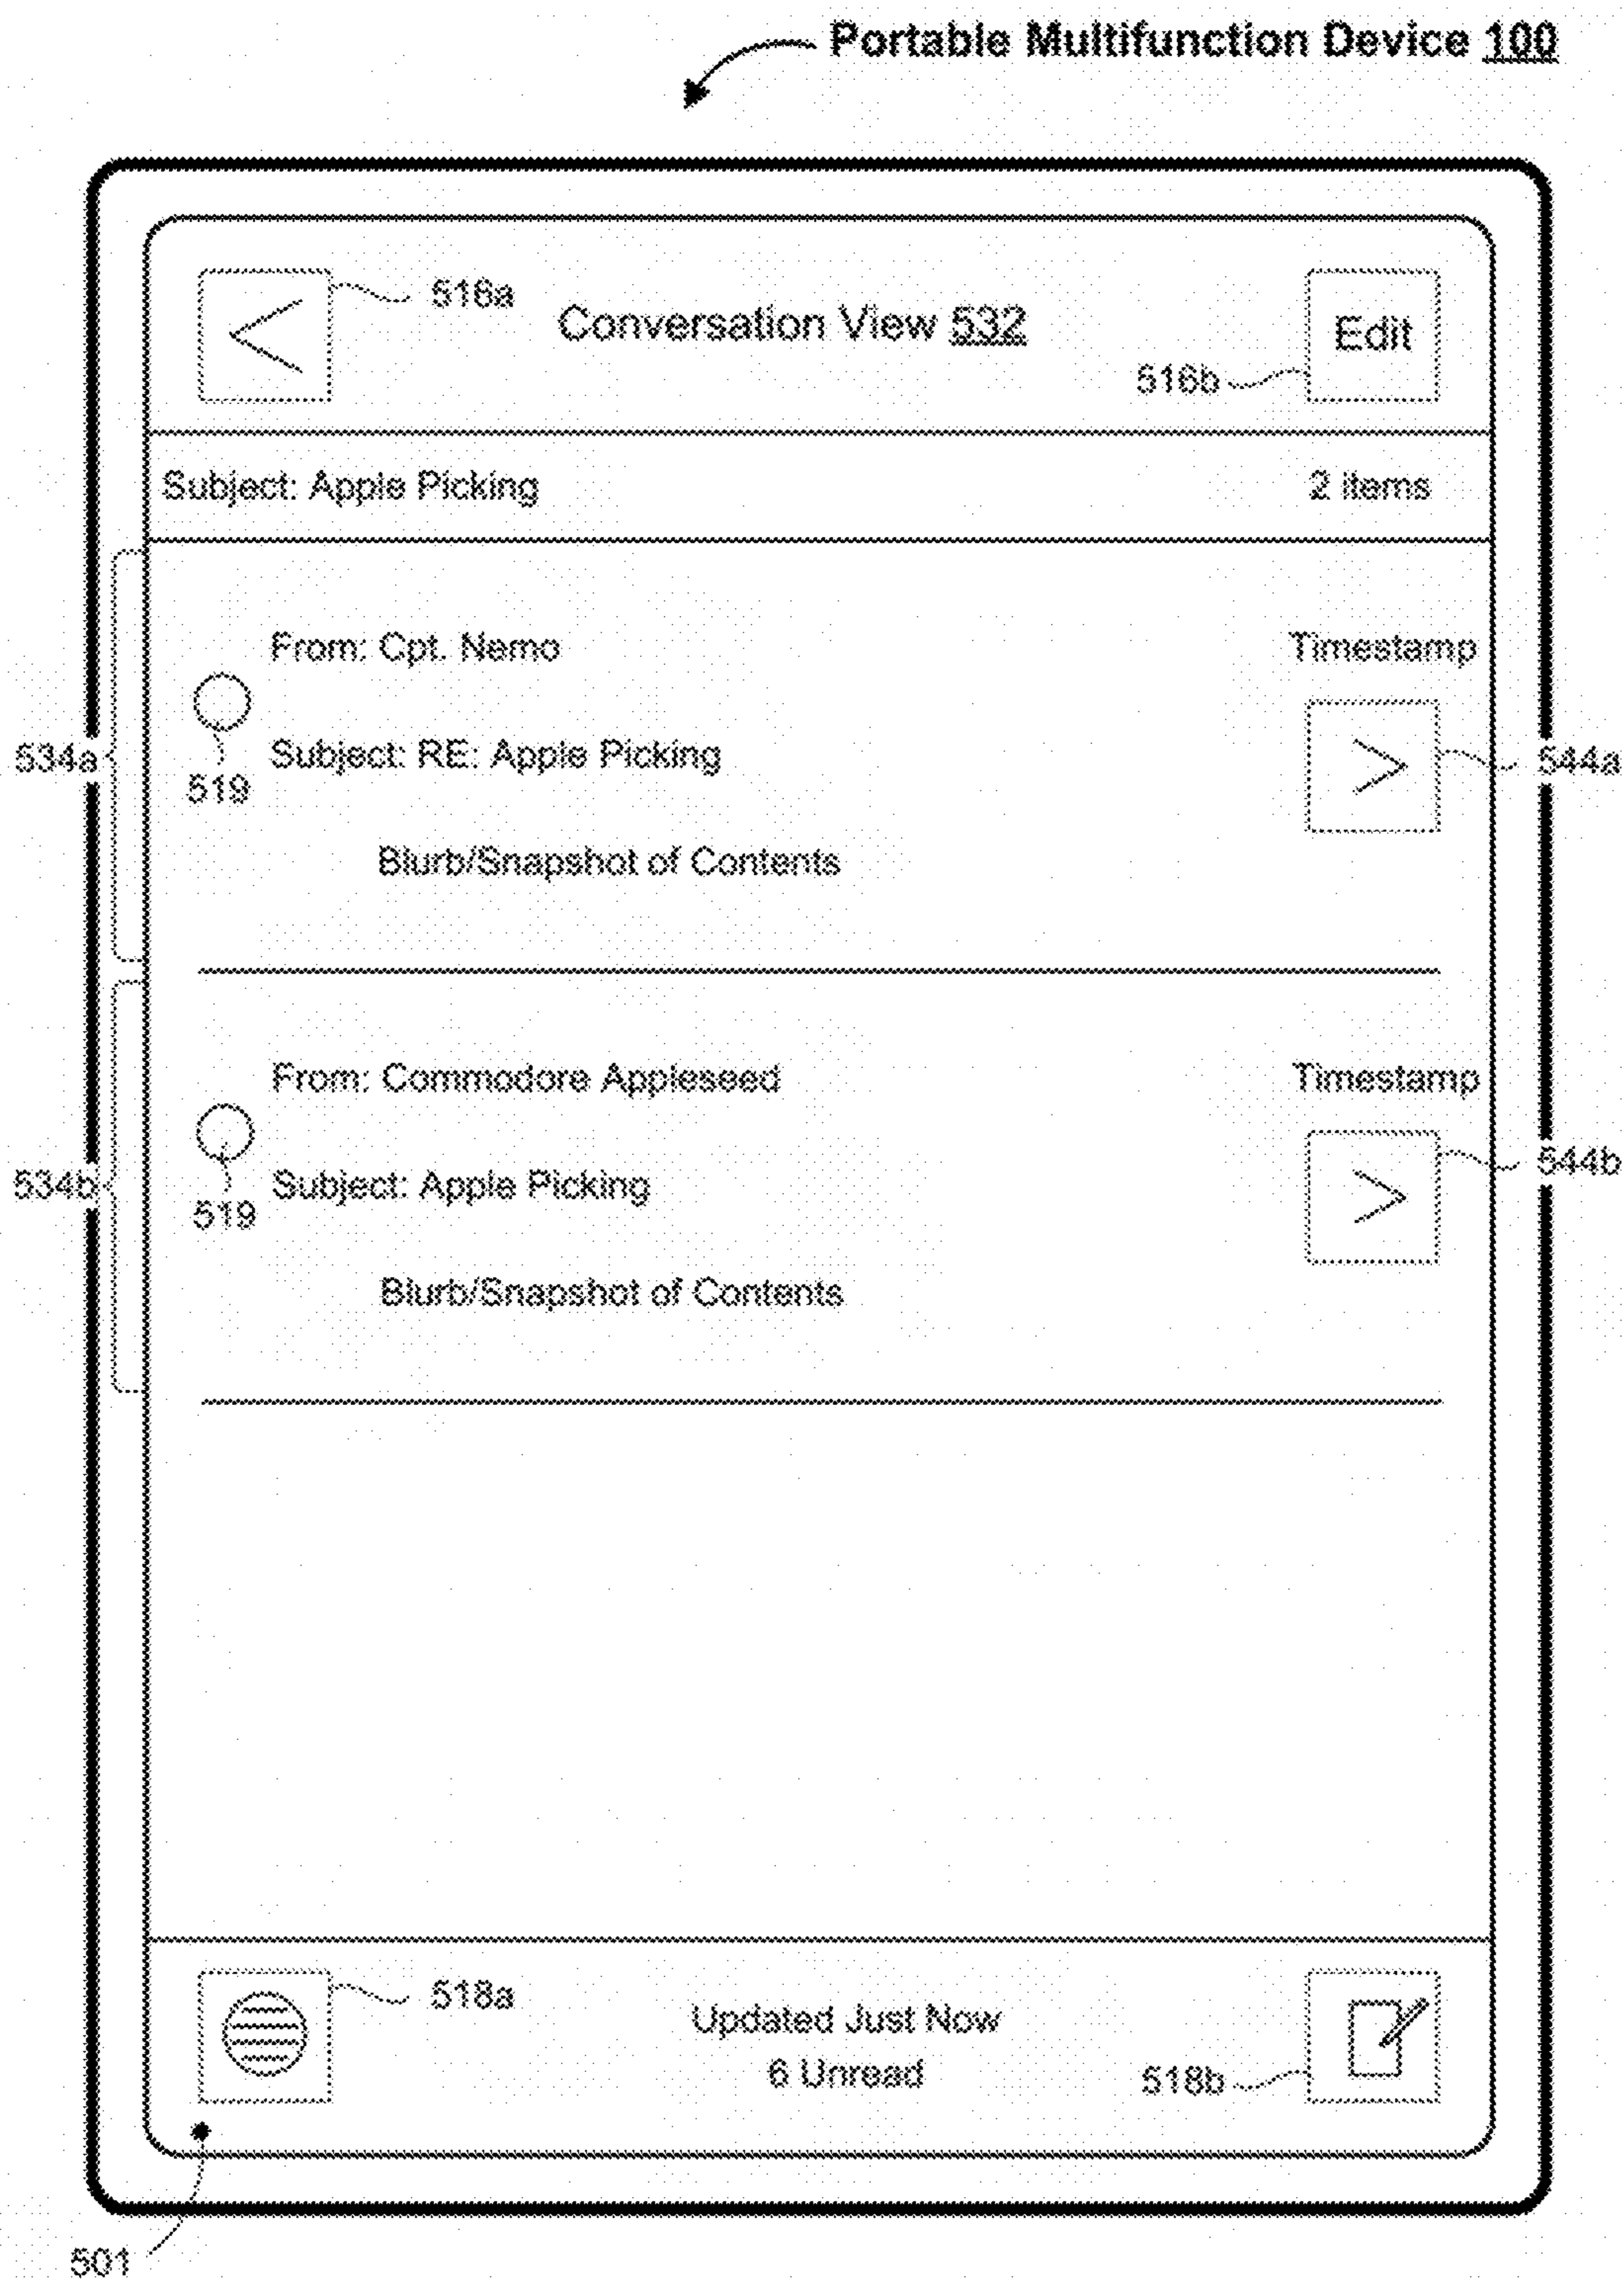 Portable Multifunction Device 100
516a
Conversation View 532
Edit
516b
Subject: Apple Picking 2 items
From: Cpt. Nemo Timestamp
534a
519
Subject: RE: Apple Picking
544a
Blurb/Snapshot of Contents
From: Commodore Appleseed Timestamp
534b
519
Subject: Apple Picking
544b
Blurb/Snapshot of Contents
518a
Updated Just Now
6 Unread
518b
501